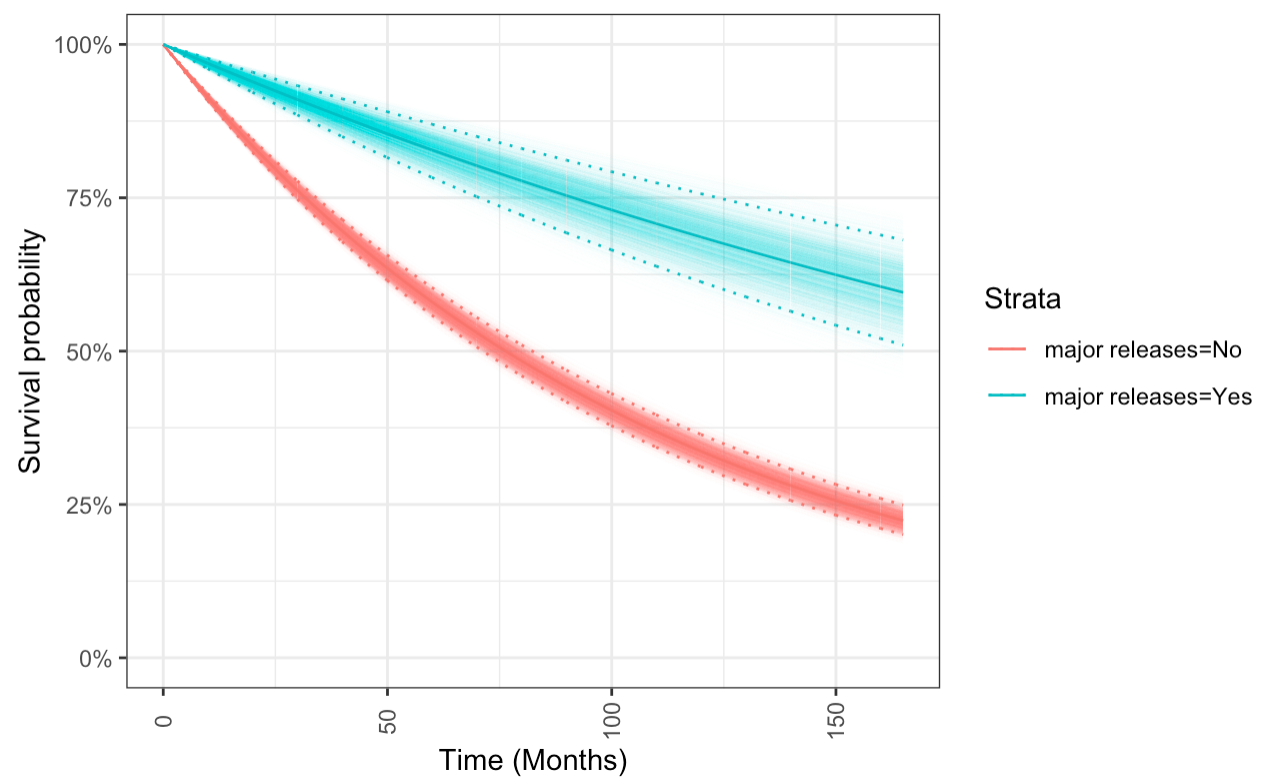 100%
75%
50%
25%
0%
Survival probability
0
50
100
150
Time (Months)
Strata
major releases=No
major releases=Yes